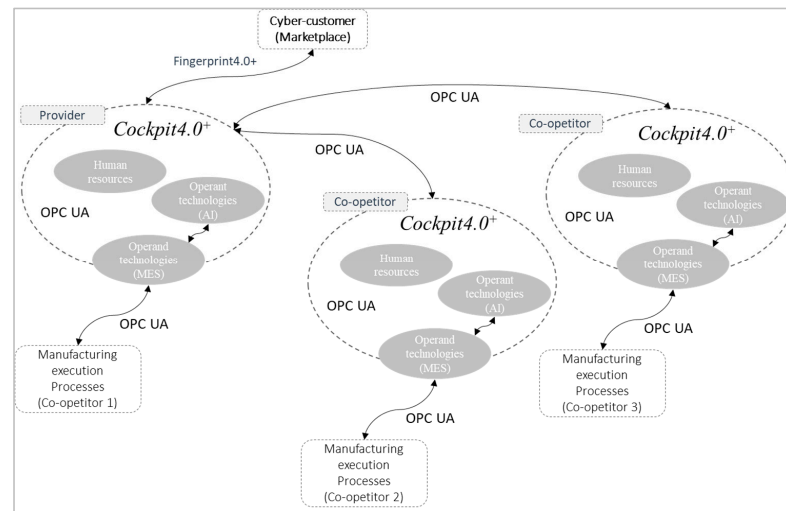 Cyber-customer
(Marketplace)
Fingerprint4.0+
OPC UA
Provider
Cockpit4.0+
Human
resources
Operant
technologies
(AI)
OPC UA
Operand
technologies
(MES)
OPC UA
Manufacturing
execution
Processes
(Co-opetitor 1)
OPC UA
Co-opetitor
Cockpit4.0+
Human
resources
Operant
technologies
(AI)
OPC UA
Operand
technologies
(MES)
OPC UA
Manufacturing
execution
Processes
(Co-opetitor 2)
Co-opetitor
Cockpit4.0+
Human
resources
Operant
technologies
(AI)
OPC UA
Operand
technologies
(MES)
OPC UA
Manufacturing
execution
Processes
(Co-opetitor 3)